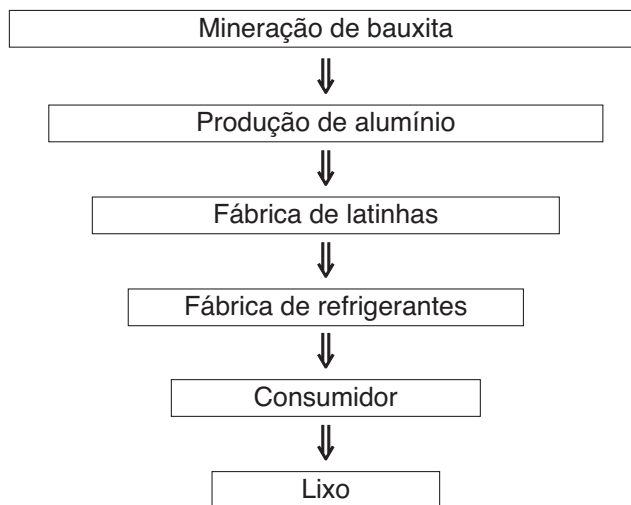 Mineração de bauxita
Produção de alumínio
Fábrica de latinhas
Fábrica de refrigerantes
Consumidor
Lixo